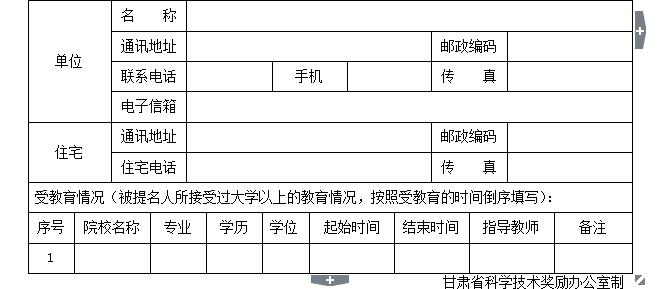 单位 名 称
通讯地址 邮政编码
联系电话 手机 传 真
电子信箱
住宅 通讯地址 邮政编码
住宅电话 传 真
受教育情况（被提名人所接受过大学以上的教育情况，按照受教育的时间倒序填写）：
序号 院校名称 专业 学历 学位 起始时间 结束时间 指导教师 备注
1
甘肃省科学技术奖励办公室制